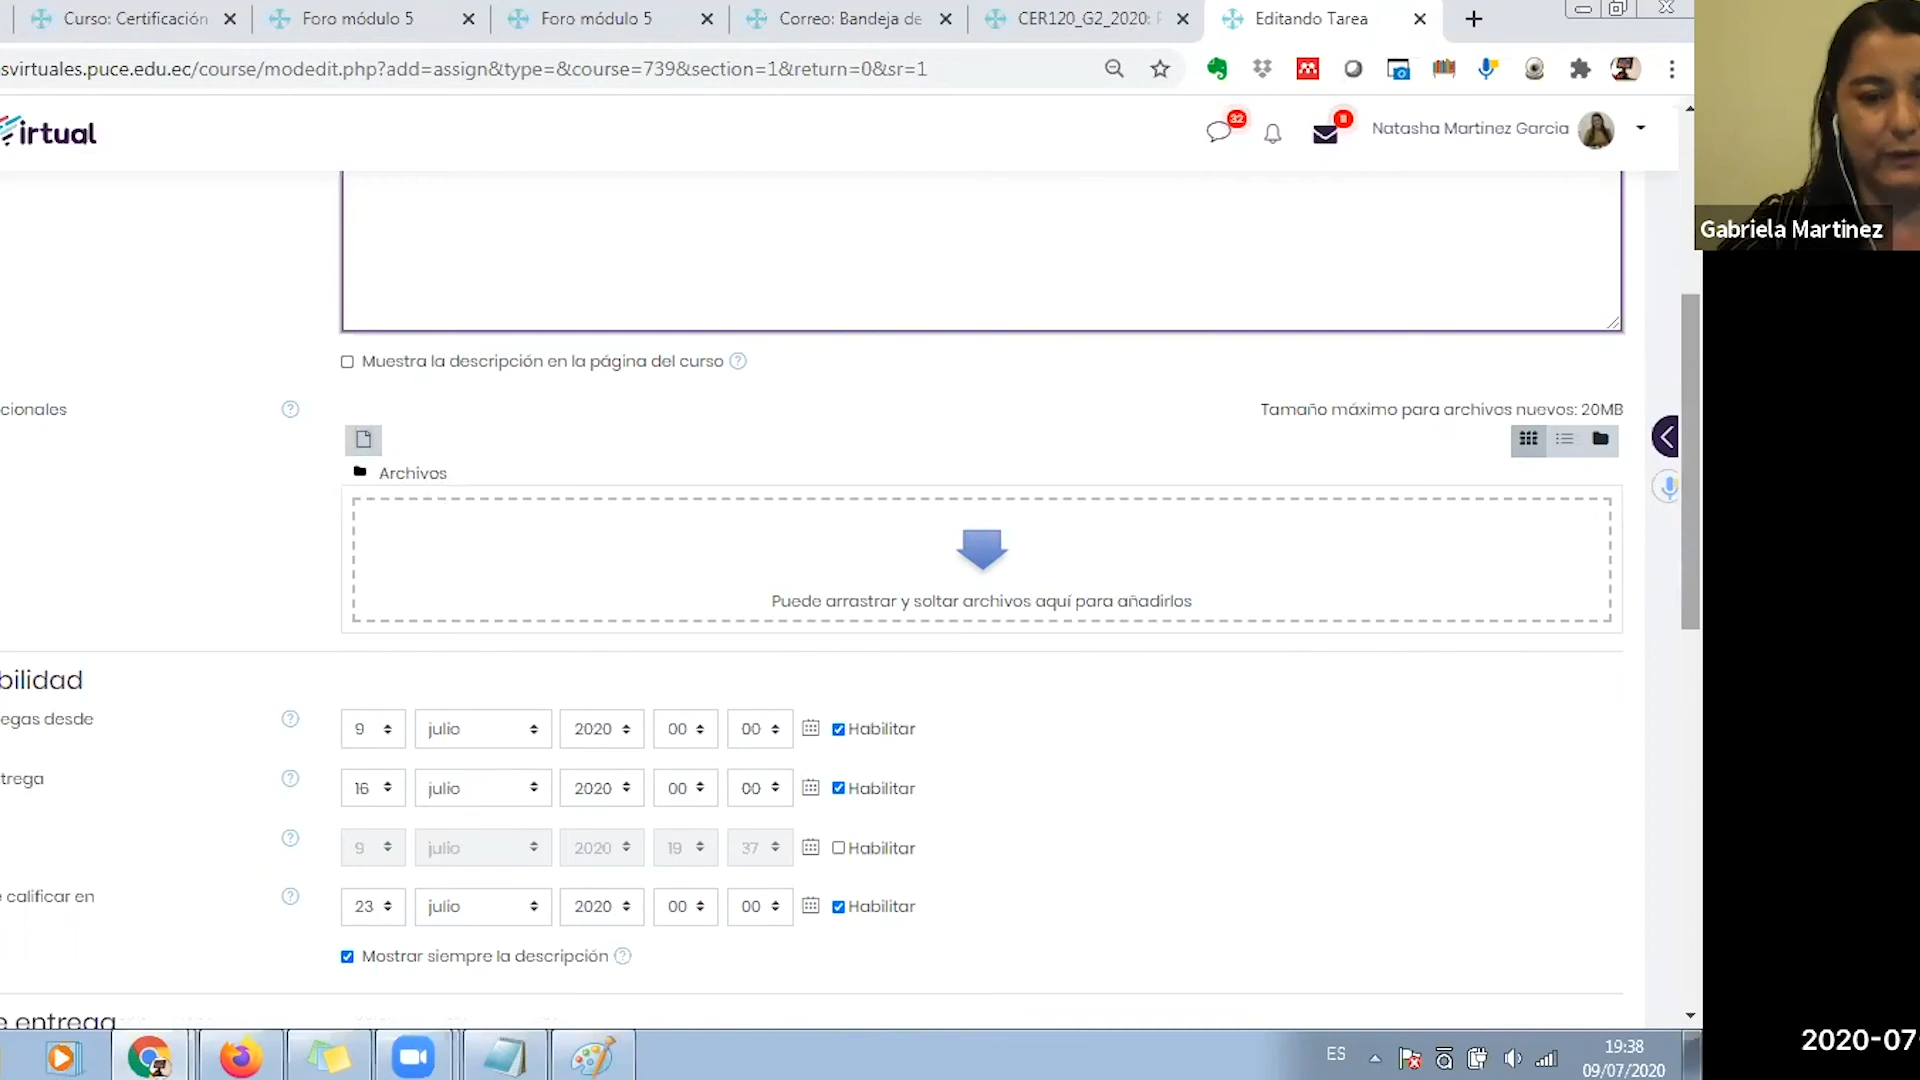 Curso: Certificación
Foro módulo 5
Foro módulo 5
Correo: Bandeja de
CER120_G2_2020:
Editando Tarea
svirtuales.puce.edu.ec/course/modedit.php?add=assign&type=&course=739&section=1&return=0&sr=1
irtual
32
Natasha Martinez Garcia
Gabriela Martinez
Muestra la descripción en la página del curso
cionales
Tamaño máximo para archivos nuevos: 20MB
Archivos
Puede arrastrar y soltar archivos aquí para añadirlos
bilidad
egas desde
9 julio 2020 00 00 Habilitar
trega
16 julio 2020 00 00 Habilitar
9 julio 2020 19 37 Habilitar
calificar en
23 julio 2020 00 00 Habilitar
Mostrar siempre la descripción
e entrega
ES
19:38
09/07/2020
2020-07